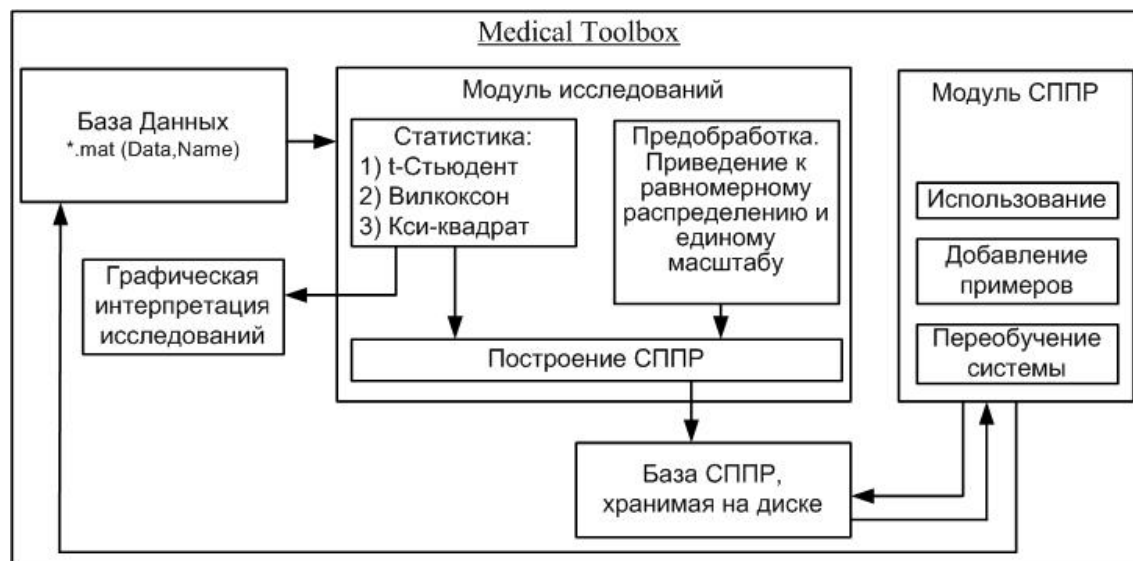 Medical Toolbox
База Данных
*.mat (Data,Name)
Модуль исследований
Статистика:
1) t-Стьюдент
2) Вилкоксон
3) Кси-квадрат
Предобработка.
Приведение к
равномерному
распределению и
единому
масштабу
Модуль СППР
Использование
Добавление
примеров
Переобучение
системы
Графическая
интерпретация
исследований
Построение СППР
База СППР,
хранимая на диске